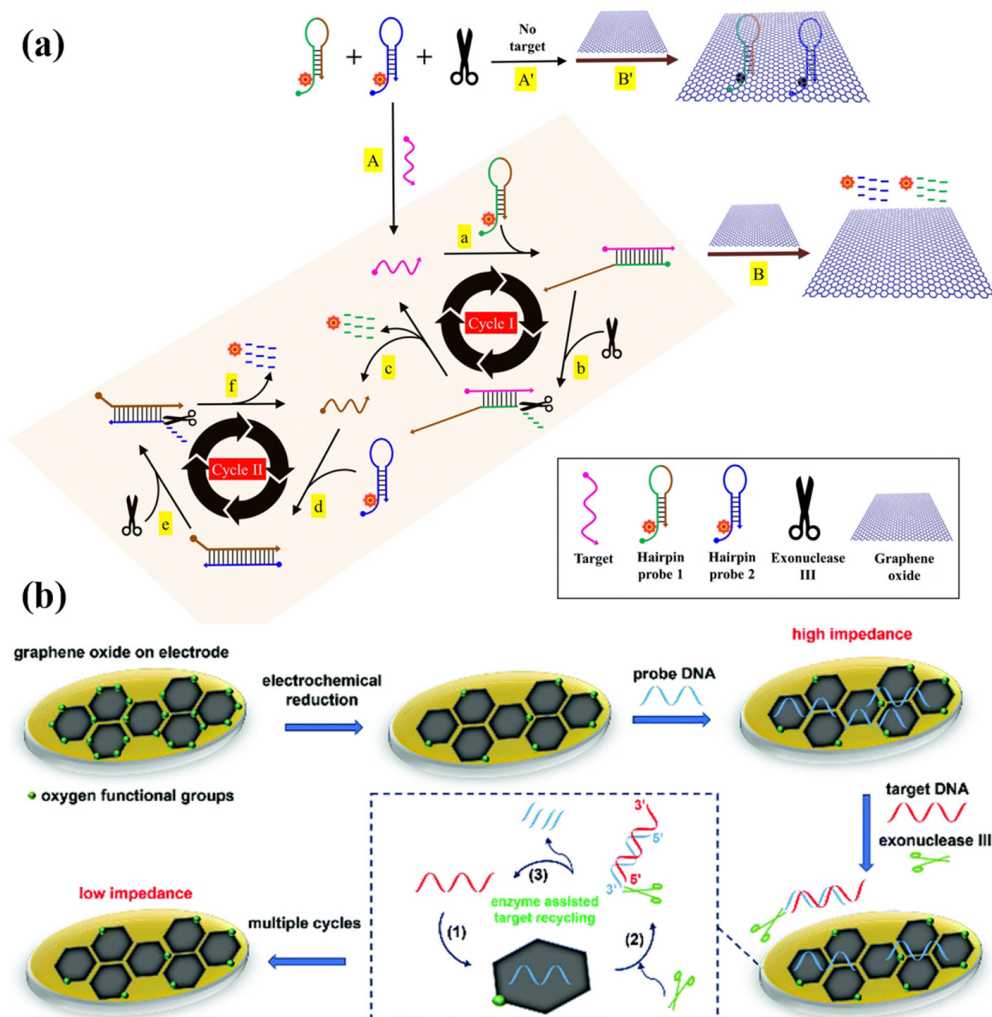 (a)
No
target
A'
B'
A
a
B
Cycle I
c
b
f
Cycle II
d
e
Target
Hairpin
probe 1
Hairpin
probe 2
Exonuclease
III
Graphene
oxide
(b)
graphene oxide on electrode
electrochemical
reduction
probe DNA
high impedance
oxygen functional groups
target DNA
exonuclease III
3'
5'
3'
5'
(3)
enzyme assisted
target recycling
(1)
(2)
low impedance
multiple cycles